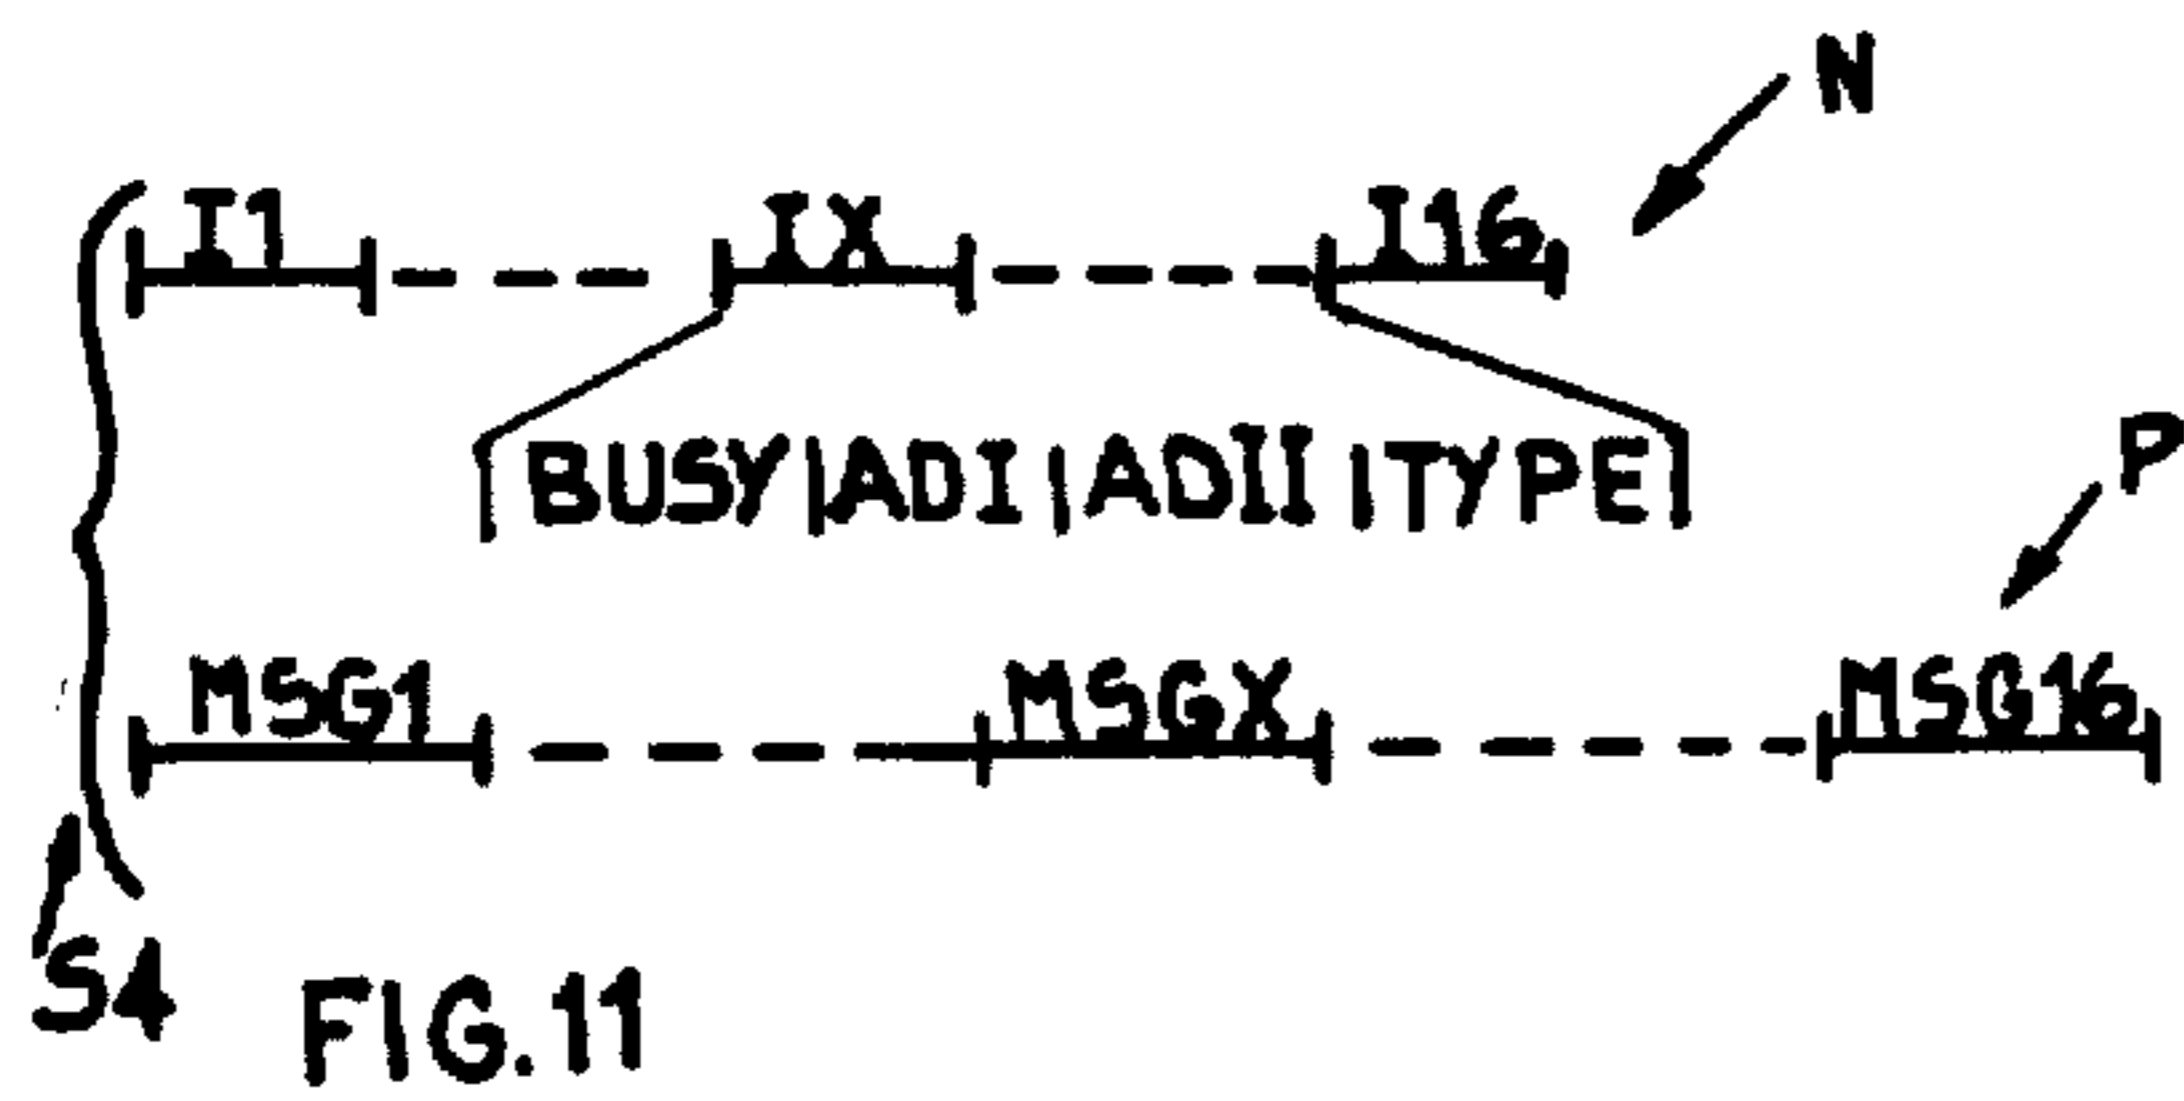 N
I1 IX I16
BUSY|ADI|ADII|TYPE
P
MSG1 MSGX MSG16
S4
FIG.11